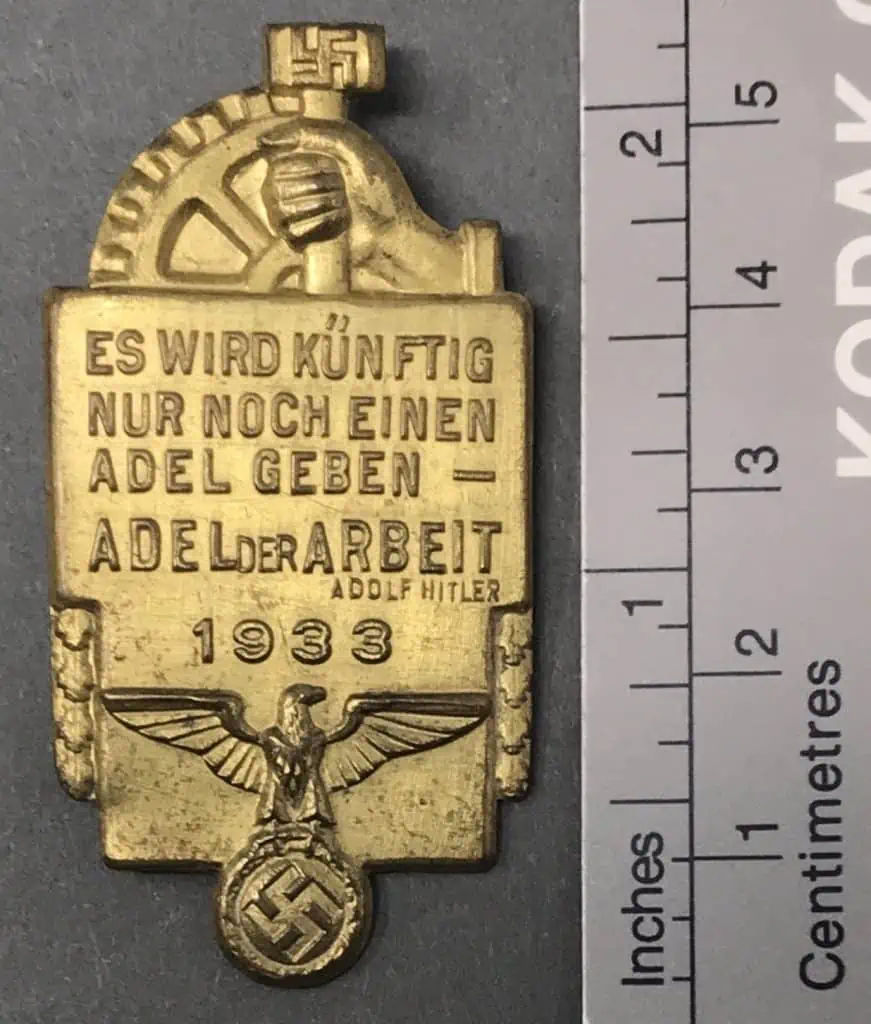 ES WIRD KÜNFTIG
NUR NOCH EINEN
ADEL GEBEN –
ADEL DER ARBEIT
ADOLF HITLER
1933
2
1
Inches
5
4
3
2
1
Centimetres
KODAK